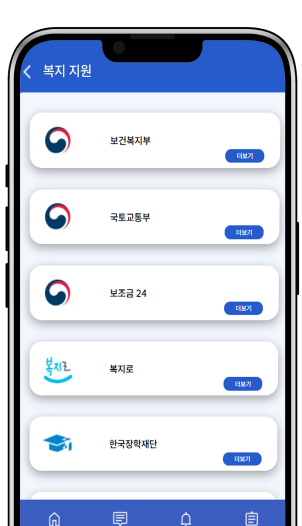 복지 지원
보건복지부
더보기
국토교통부
더보기
보조금 24
더보기
복지로
복지로
더보기
한국장학재단
더보기